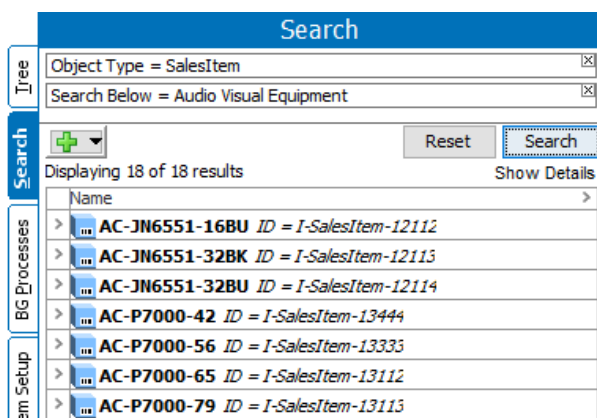 Search
Tree
Object Type = SalesItem
Search Below = Audio Visual Equipment
Search
Reset
Search
Displaying 18 of 18 results
Show Details
Name
AC-JN6551-16BU ID = I-SalesItem-12112
AC-JN6551-32BK ID = I-SalesItem-12113
AC-JN6551-32BU ID = I-SalesItem-12114
BG Processes
AC-P7000-42 ID = I-SalesItem-13444
AC-P7000-56 ID = I-SalesItem-13333
AC-P7000-65 ID = I-SalesItem-13112
AC-P7000-79 ID = I-SalesItem-13113
em Setup